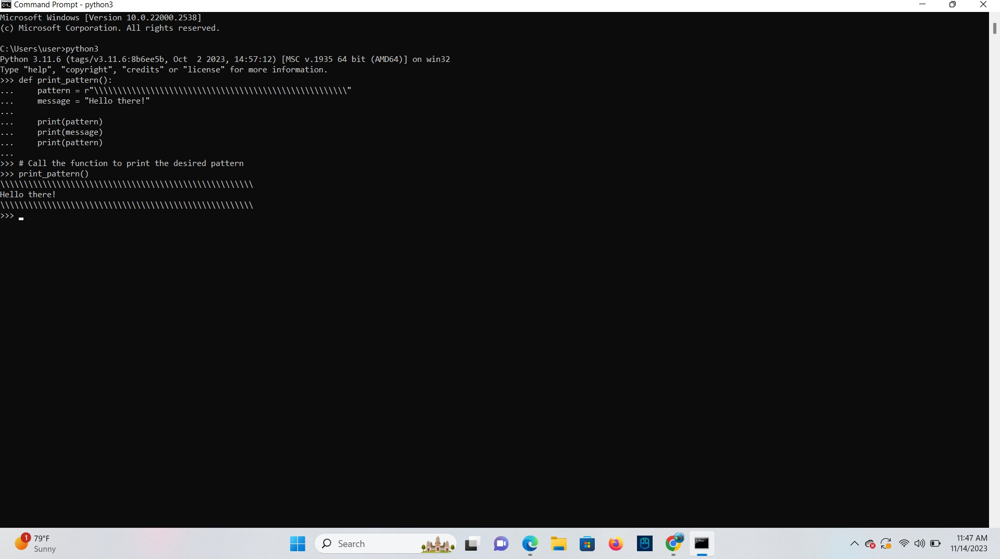 Command Prompt - python3
Microsoft Windows [Version 10.0.22000.2538]
(c) Microsoft Corporation. All rights reserved.
C:\Users\user>python3
Python 3.11.6 (tags/v3.11.6:8b6ee5b, Oct  2 2023, 14:57:12) [MSC v.1935 64 bit (AMD64)] on win32
Type "help", "copyright", "credits" or "license" for more information.
>>> def print_pattern():
...     pattern = r"\\\\\\\\\\\\\\\\\\\\\\\\\\\\\\\\\\\\\\\\\\\\\\\\\\\\\\"
...     message = "Hello there!"
...
...     print(pattern)
...     print(message)
...     print(pattern)
...
>>> # Call the function to print the desired pattern
>>> print_pattern()
\\\\\\\\\\\\\\\\\\\\\\\\\\\\\\\\\\\\\\\\\\\\\\\\\\\\\\
Hello there!
\\\\\\\\\\\\\\\\\\\\\\\\\\\\\\\\\\\\\\\\\\\\\\\\\\\\\\
>>>
1
79°F
Sunny
Search
11:47 AM
11/14/2023